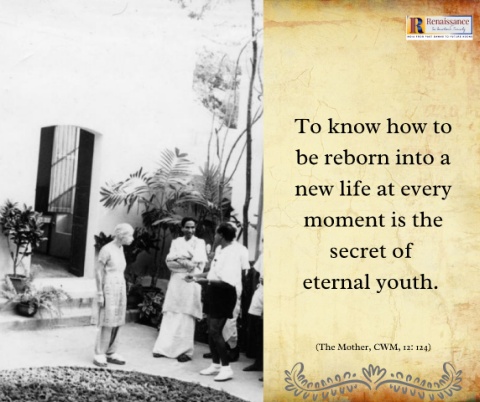 Renaissance
To know how to
be reborn into a
new life at every
moment is the
secret of
eternal youth.
(The Mother, CWM, 12: 124)